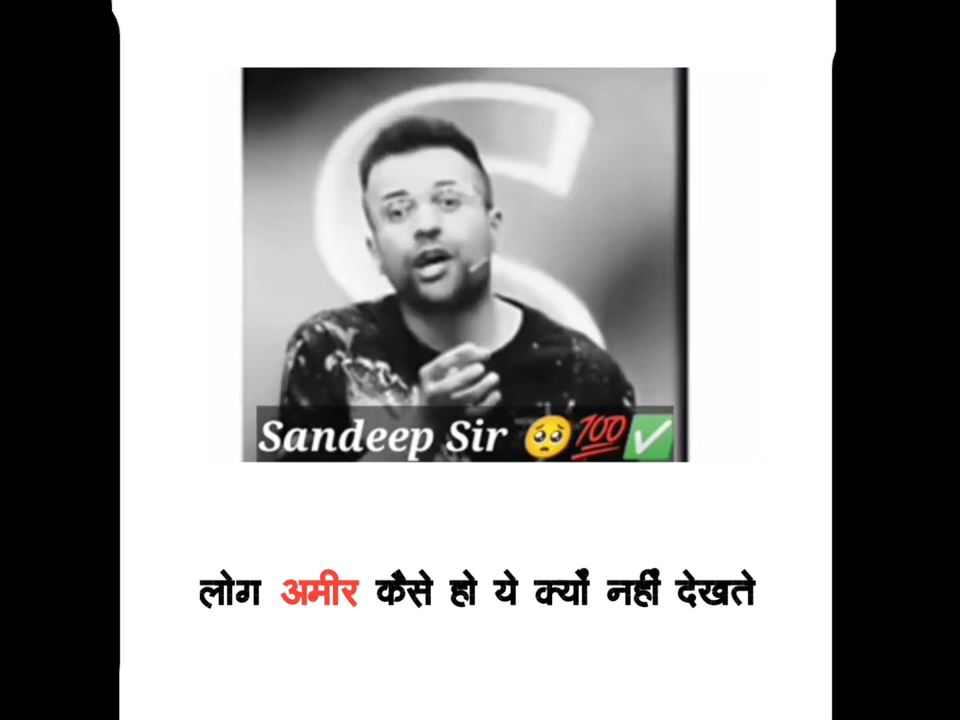 Sandeep Sir 🥺💯✅
लोग अमीर कैसे हो ये क्यों नहीं देखते